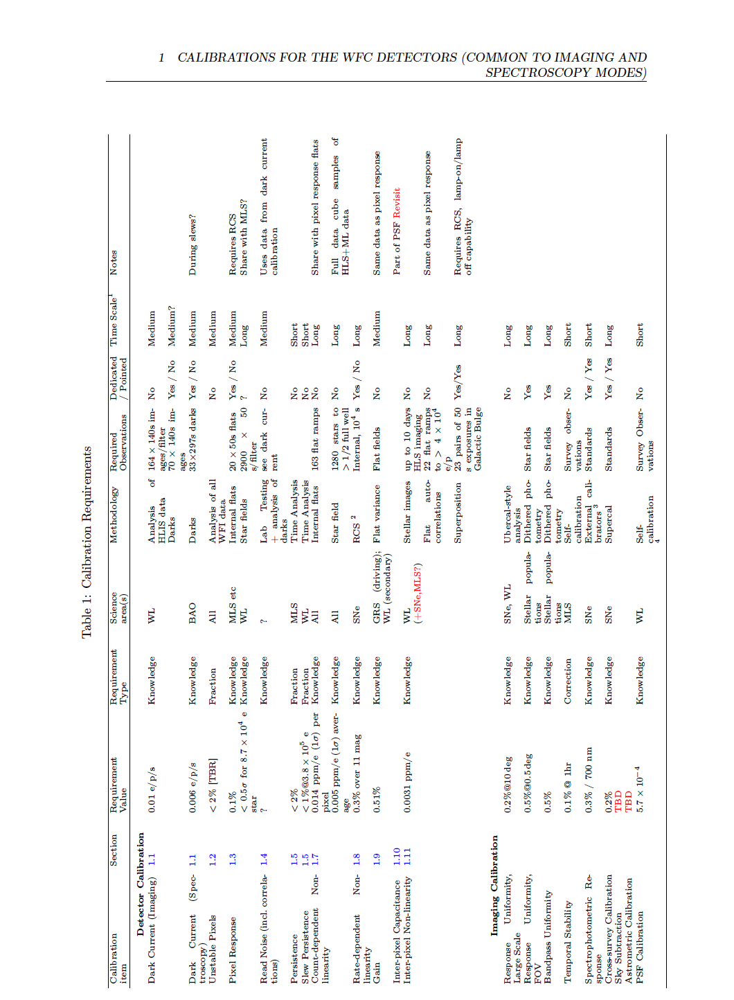 1 CALIBRATIONS FOR THE WFC DETECTORS (COMMON TO IMAGING AND
SPECTROSCOPY MODES)
Table 1: Calibration Requirements
Calibration item Section Requirement Value Requirement Type Science area(s) Methodology Required Observations Dedicated / Pointed Time Scale1 Notes
Detector Calibration
Dark Current (Imaging) 1.1 0.01 e/p/s Knowledge WL Analysis of HLIS data 164 × 140s images/filter No Medium
Darks 70 × 140s images Yes / No Medium?
Dark Current (Spectroscopy) 1.1 0.006 e/p/s Knowledge BAO Darks 33×297s darks Yes / No Medium During slews?
Unstable Pixels 1.2 < 2% [TBR] Fraction All Analysis of all WFI data No Medium
Pixel Response 1.3 0.1% Knowledge MLS etc Internal flats 20 × 50s flats Yes / No Medium Requires RCS
< 0.5σ for 8.7 × 10^4 e star Knowledge WL Star fields 2900 × 50 s/filter ? Long Share with MLS?
Read Noise (incl. correlations) 1.4 ? Knowledge ? Lab Testing + analysis of darks see dark current No Medium Uses data from dark current calibration
Persistence 1.5 < 2% Fraction MLS Time Analysis No Short
Slew Persistence 1.5 < 1%@3.8 × 10^5 e Fraction WL Time Analysis No Short
Count-dependent Non-linearity 1.7 0.014 ppm/e (1σ) per pixel Knowledge All Internal flats 163 flat ramps No Long Share with pixel response flats
0.005 ppm/e (1σ) average Knowledge All Star field 1280 stars to > 1/2 full well No Long Full data cube samples of HLS+ML data
Rate-dependent Non-linearity 1.8 0.3% over 11 mag Knowledge SNe RCS 2 Internal, 10^4 s Yes / No Long
Gain 1.9 0.51% Knowledge GRS (driving); WL (secondary) Flat variance Flat fields No Medium Same data as pixel response
Inter-pixel Capacitance 1.10 Part of PSF Revisit
Inter-pixel Non-linearity 1.11 0.0031 ppm/e Knowledge WL (+SNe,MLS?) Stellar images up to 10 days HLS imaging No Long
Flat auto-correlations 22 flat ramps to > 4 × 10^4 e/p No Long Same data as pixel response
Superposition 23 pairs of 50 s exposures in Galactic Bulge Yes/Yes Long Requires RCS, lamp-on/lamp off capability
Imaging Calibration
Response Uniformity, Large Scale 0.2%@10 deg Knowledge SNe, WL Ubercal-style analysis No Long
Response Uniformity, FOV 0.5%@0.5 deg Knowledge Stellar populations Dithered photometry Star fields Yes Long
Bandpass Uniformity 0.5% Knowledge Stellar populations Dithered photometry Star fields Yes Long
Temporal Stability 0.1% @ 1hr Correction MLS Self-calibration Survey observations No Short
Spectrophotometric Response 0.3% / 700 nm Knowledge SNe External calibrators 3 Standards Yes / Yes Short
Cross-survey Calibration 0.2% Knowledge SNe Supercal Standards Yes / Yes Long
Sky Subtraction TBD
Astrometric Calibration TBD
PSF Calibration 5.7 × 10^−4 Knowledge WL Self-calibration 4 Survey Observations No Short